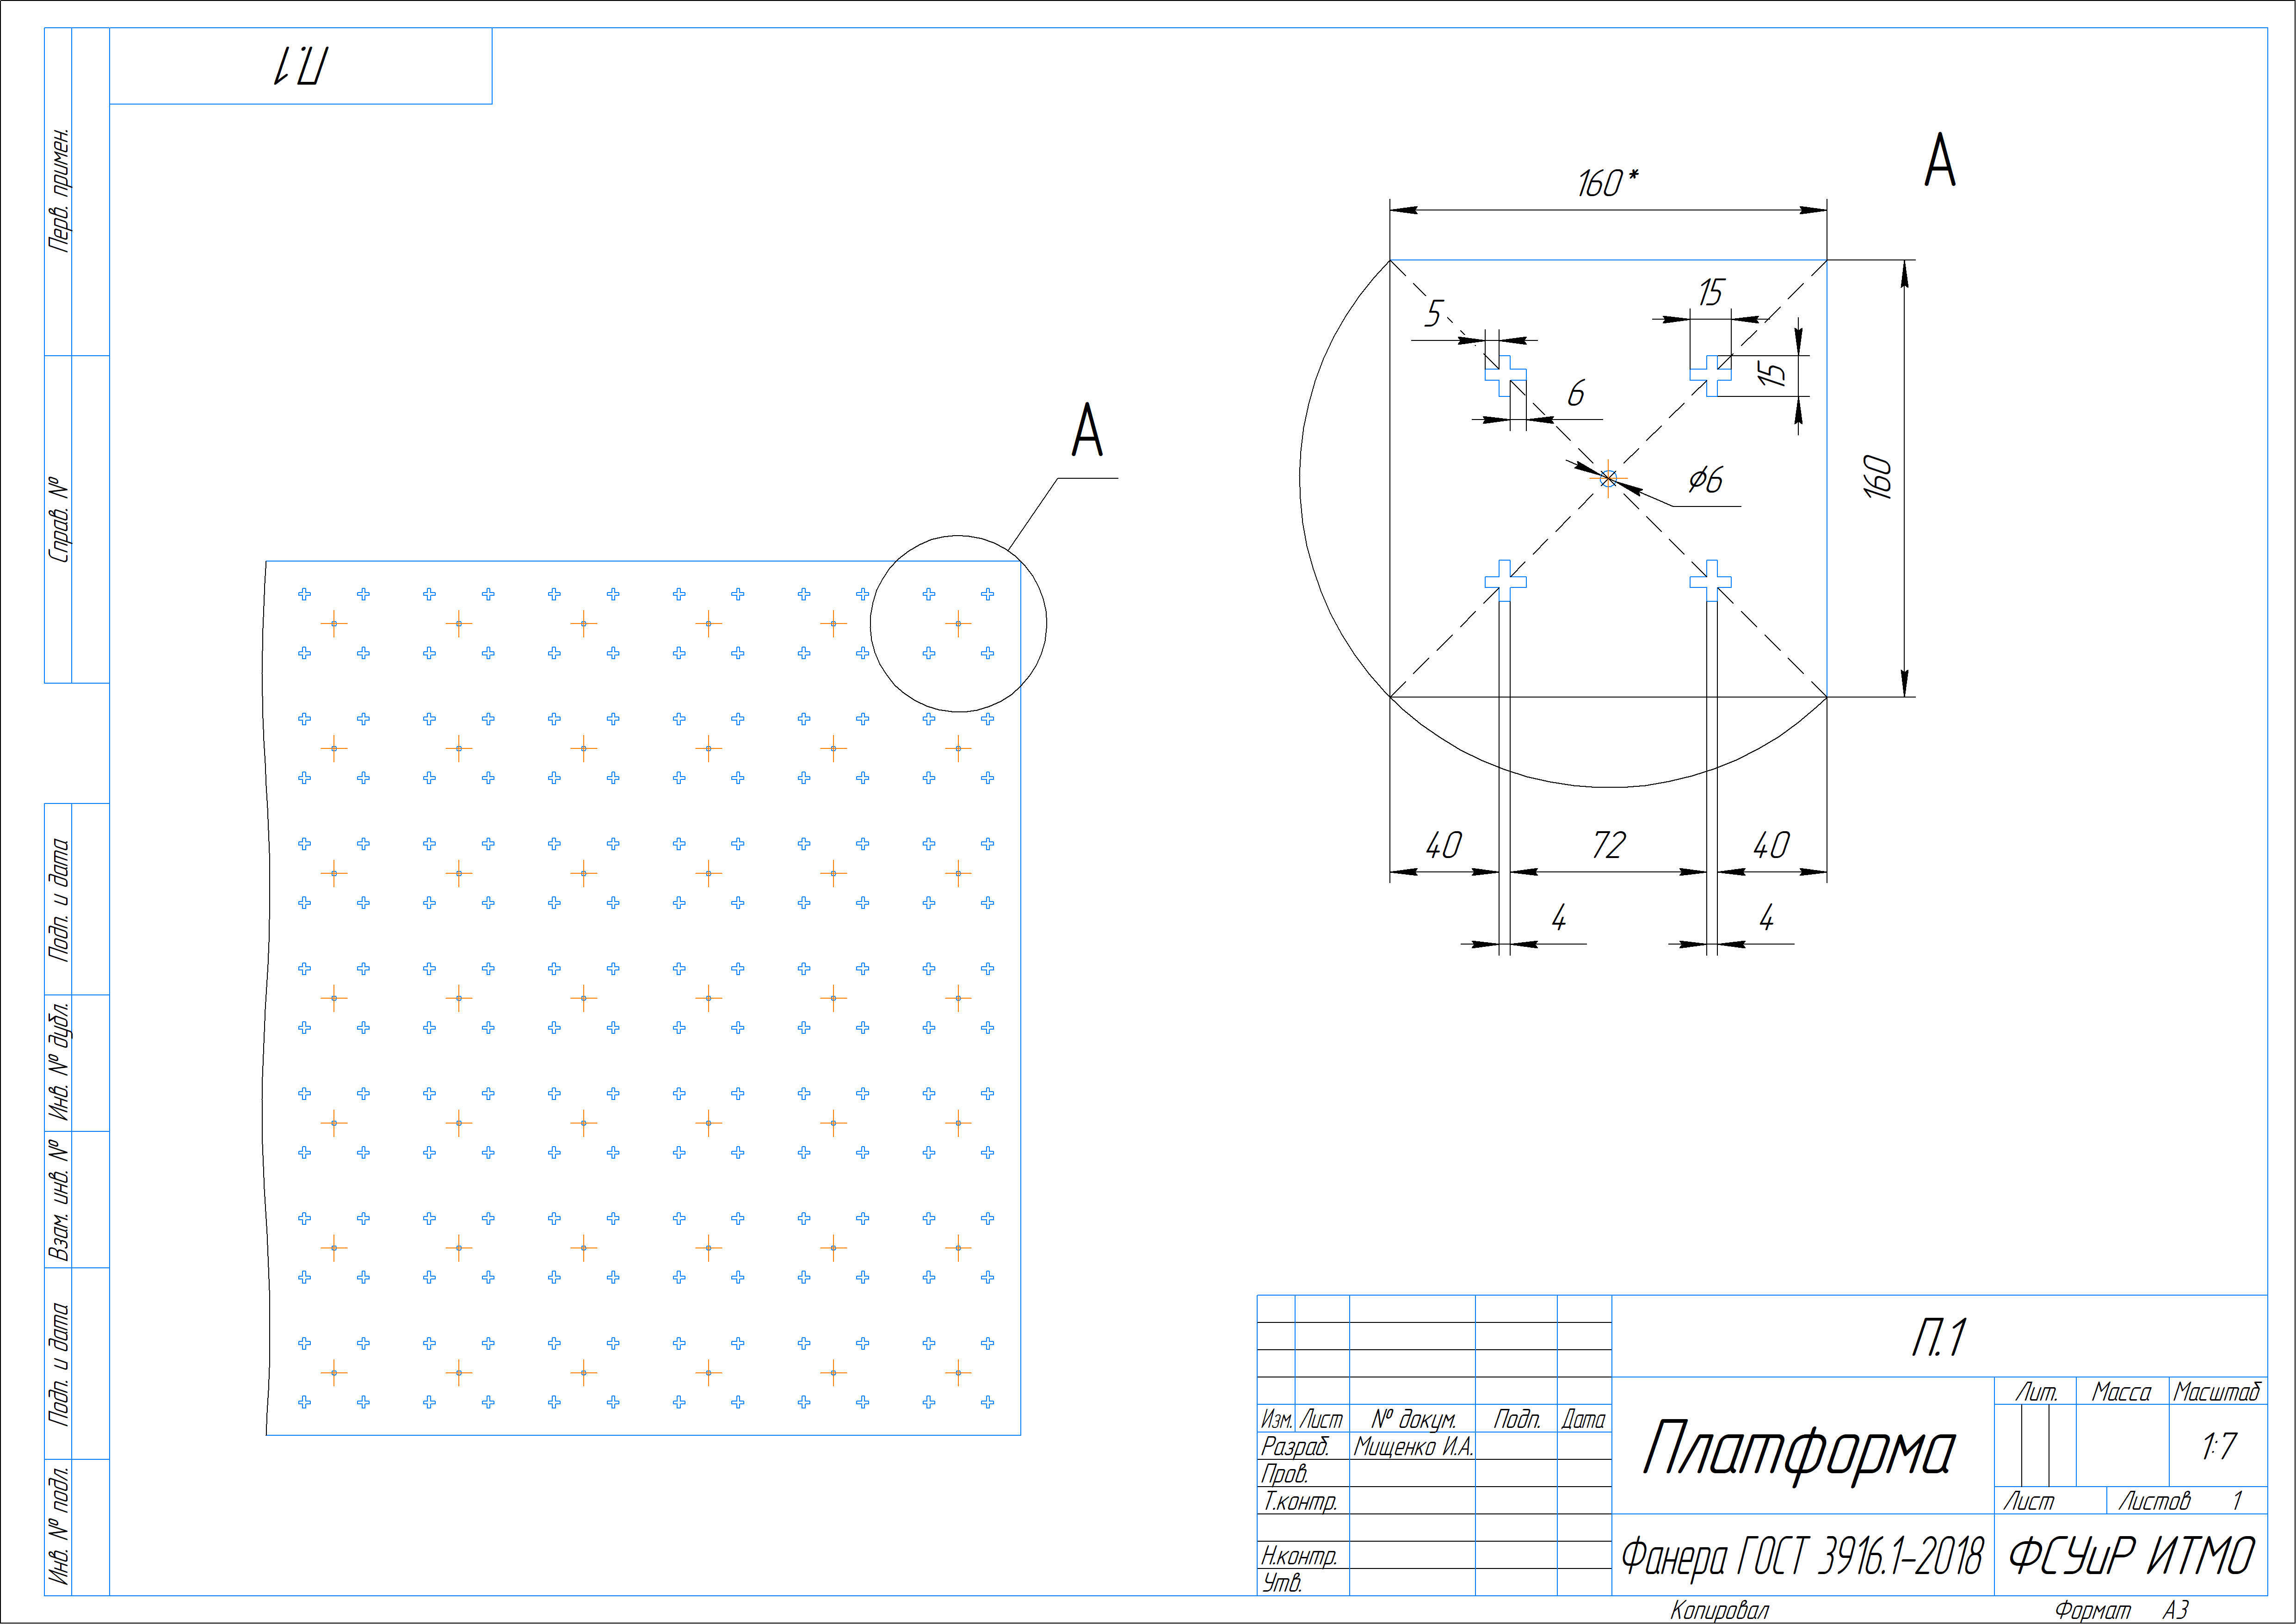 П.1
Перв. примен.
Справ. №
Подп. и дата
Инв. № дубл.
Взам. инв. №
Подп. и дата
Инв. № подл.
А
А
160*
5
15
15
6
⌀6
160
40
72
40
4
4
П.1
Лит.
Масса
Масштаб
Изм.
Лист
№ докум.
Подп.
Дата
Разраб.
Мищенко И.А.
Платформа
1:7
Пров.
Т.контр.
Лист
Листов
1
Н.контр.
Фанера ГОСТ 3916.1-2018
ФСУиР ИТМО
Утв.
Копировал
Формат
А3